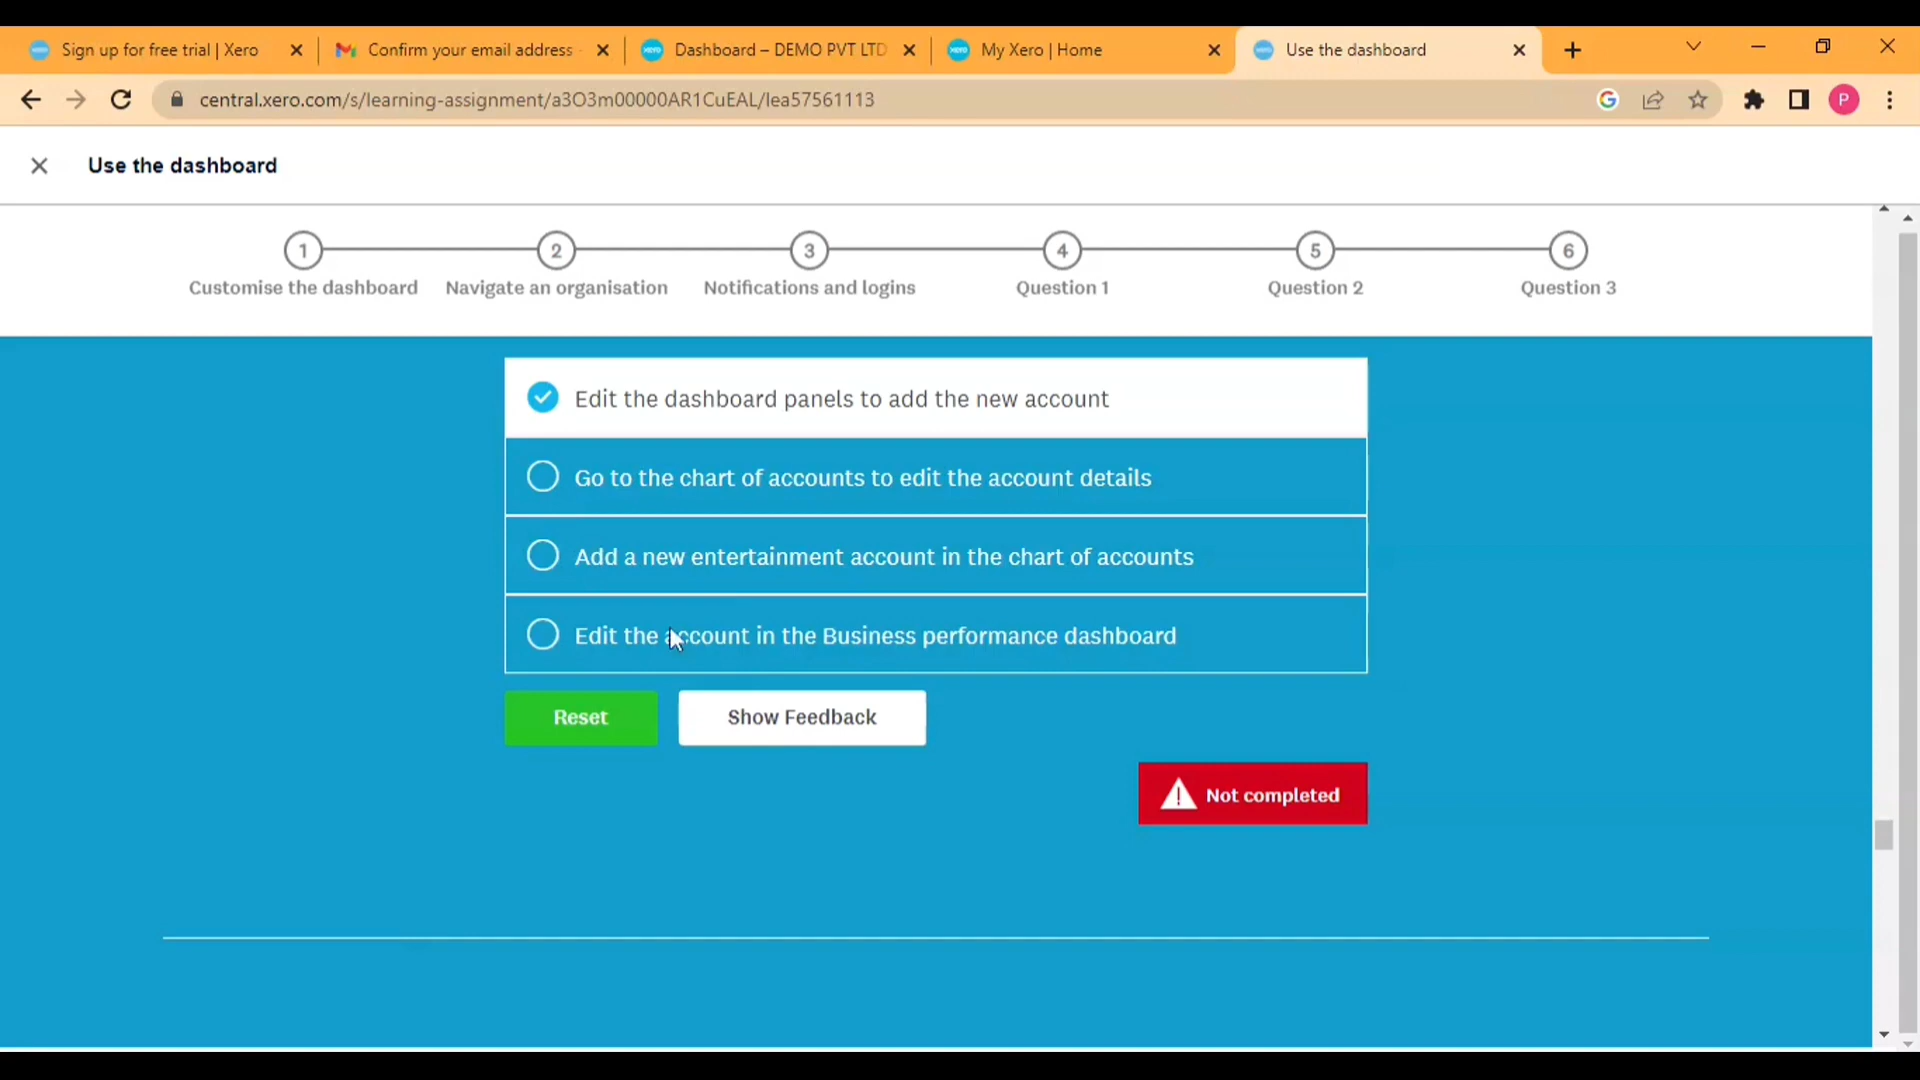 Sign up for free trial | Xero
Confirm your email address
Dashboard – DEMO PVT LTD
My Xero | Home
Use the dashboard
central.xero.com/s/learning-assignment/a3O3m00000AR1CuEAL/lea57561113
P
Use the dashboard
1 2 3 4 5 6
Customise the dashboard Navigate an organisation Notifications and logins Question 1 Question 2 Question 3
Edit the dashboard panels to add the new account
Go to the chart of accounts to edit the account details
Add a new entertainment account in the chart of accounts
Edit the account in the Business performance dashboard
Reset Show Feedback
Not completed